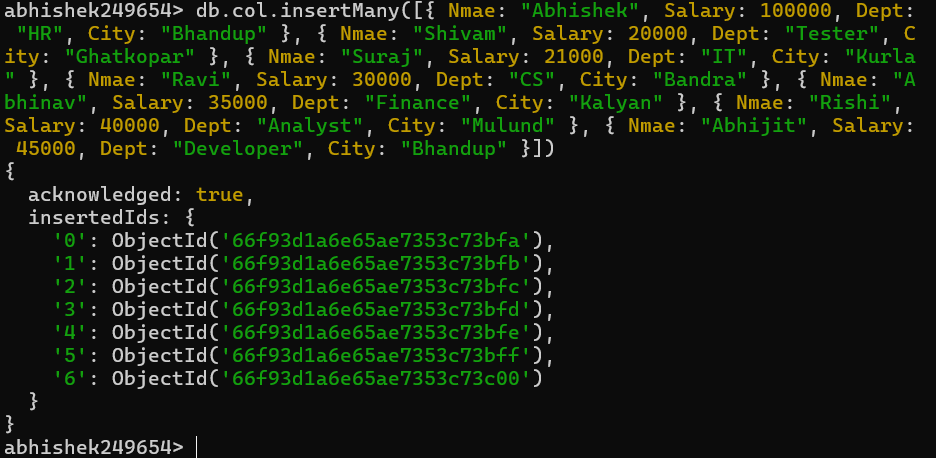 abhishek249654> db.col.insertMany([{ Nmae: "Abhishek", Salary: 100000, Dept:
 "HR", City: "Bhandup" }, { Nmae: "Shivam", Salary: 20000, Dept: "Tester", C
ity: "Ghatkopar" }, { Nmae: "Suraj", Salary: 21000, Dept: "IT", City: "Kurla
" }, { Nmae: "Ravi", Salary: 30000, Dept: "CS", City: "Bandra" }, { Nmae: "A
bhinav", Salary: 35000, Dept: "Finance", City: "Kalyan" }, { Nmae: "Rishi",
Salary: 40000, Dept: "Analyst", City: "Mulund" }, { Nmae: "Abhijit", Salary:
 45000, Dept: "Developer", City: "Bhandup" }])
{
  acknowledged: true,
  insertedIds: {
    '0': ObjectId('66f93d1a6e65ae7353c73bfa'),
    '1': ObjectId('66f93d1a6e65ae7353c73bfb'),
    '2': ObjectId('66f93d1a6e65ae7353c73bfc'),
    '3': ObjectId('66f93d1a6e65ae7353c73bfd'),
    '4': ObjectId('66f93d1a6e65ae7353c73bfe'),
    '5': ObjectId('66f93d1a6e65ae7353c73bff'),
    '6': ObjectId('66f93d1a6e65ae7353c73c00')
  }
}
abhishek249654>